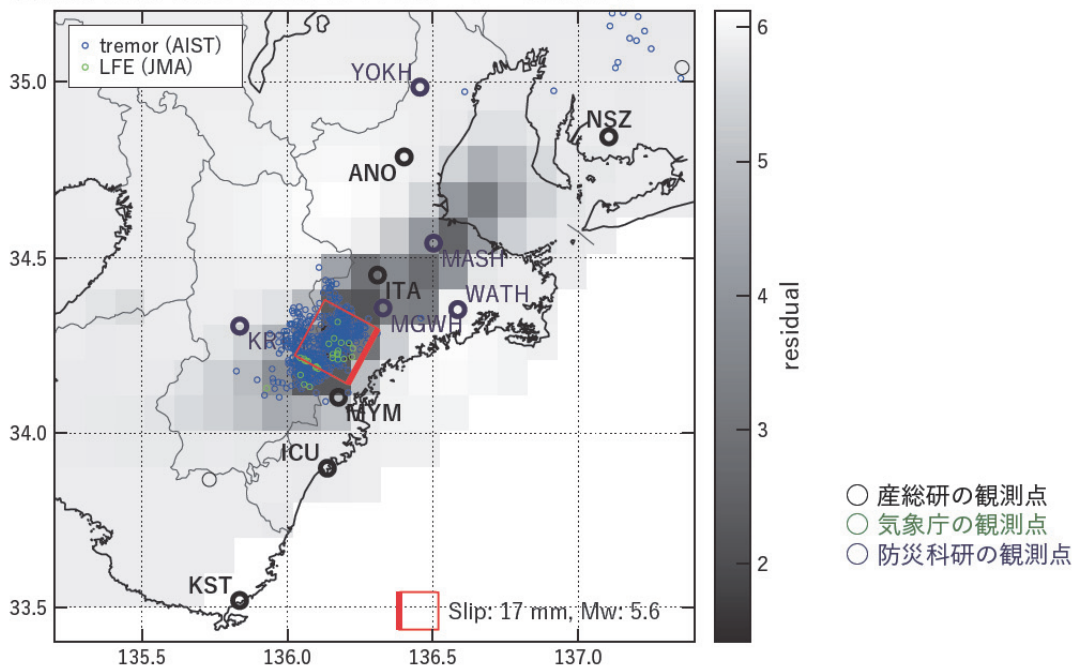 tremor (AIST)
LFE (JMA)
YOKH
NSZ
ANO
MASH
ITA
WATH
MGWH
KRT
MYM
ICU
KST
Slip: 17 mm, Mw: 5.6
35.0
34.5
34.0
33.5
135.5
136.0
136.5
137.0
6
5
4
3
2
residual
産総研の観測点
気象庁の観測点
防災科研の観測点